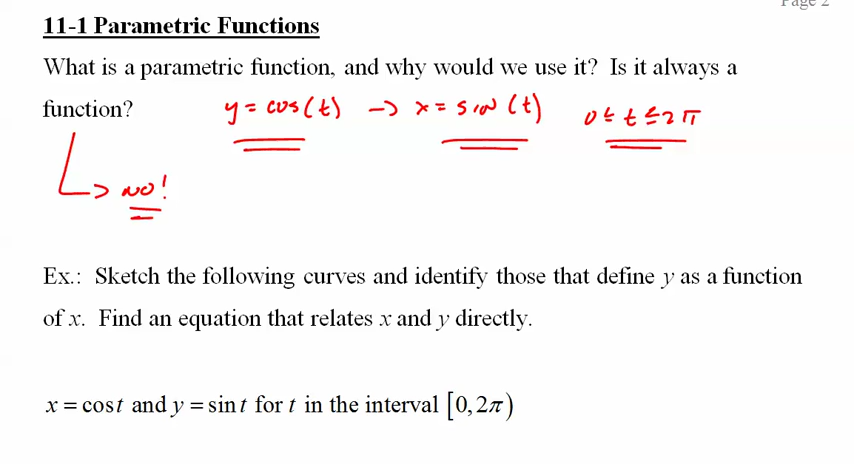 Page 2
11-1 Parametric Functions
What is a parametric function, and why would we use it? Is it always a
function? y = cos(t) → x = sin(t) 0 ≤ t ≤ 2π
NO!
Ex.: Sketch the following curves and identify those that define y as a function
of x. Find an equation that relates x and y directly.
x = cos t and y = sin t for t in the interval [0, 2π)